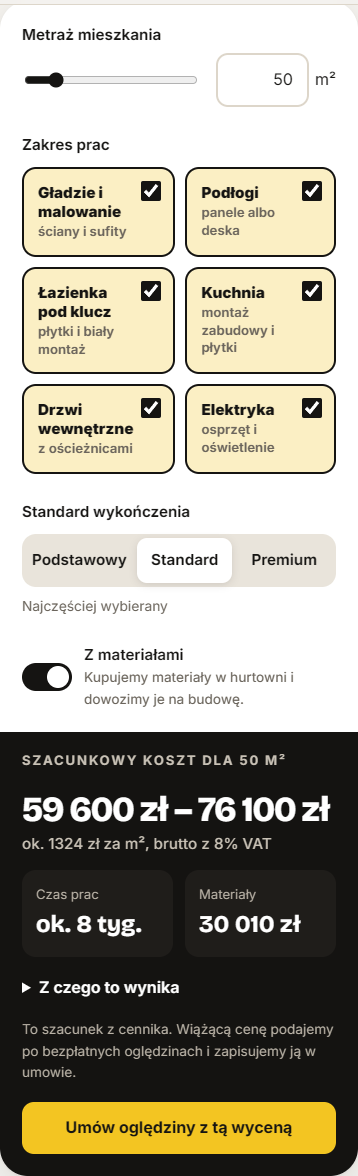 Metraż mieszkania
50 m²
Zakres prac
Gładzie i
malowanie
ściany i sufity
Podłogi
panele albo
deska
Łazienka
pod klucz
płytki i biały
montaż
Kuchnia
montaż
zabudowy i
płytki
Drzwi
wewnętrzne
z ościeżnicami
Elektryka
osprzęt i
oświetlenie
Standard wykończenia
Podstawowy Standard Premium
Najczęściej wybierany
Z materiałami
Kupujemy materiały w hurtowni i
dowozimy je na budowę.
SZACUNKOWY KOSZT DLA 50 M²
59 600 zł – 76 100 zł
ok. 1324 zł za m², brutto z 8% VAT
Czas prac
ok. 8 tyg.
Materiały
30 010 zł
Z czego to wynika
To szacunek z cennika. Wiążącą cenę podajemy
po bezpłatnych oględzinach i zapisujemy ją w
umowie.
Umów oględziny z tą wyceną